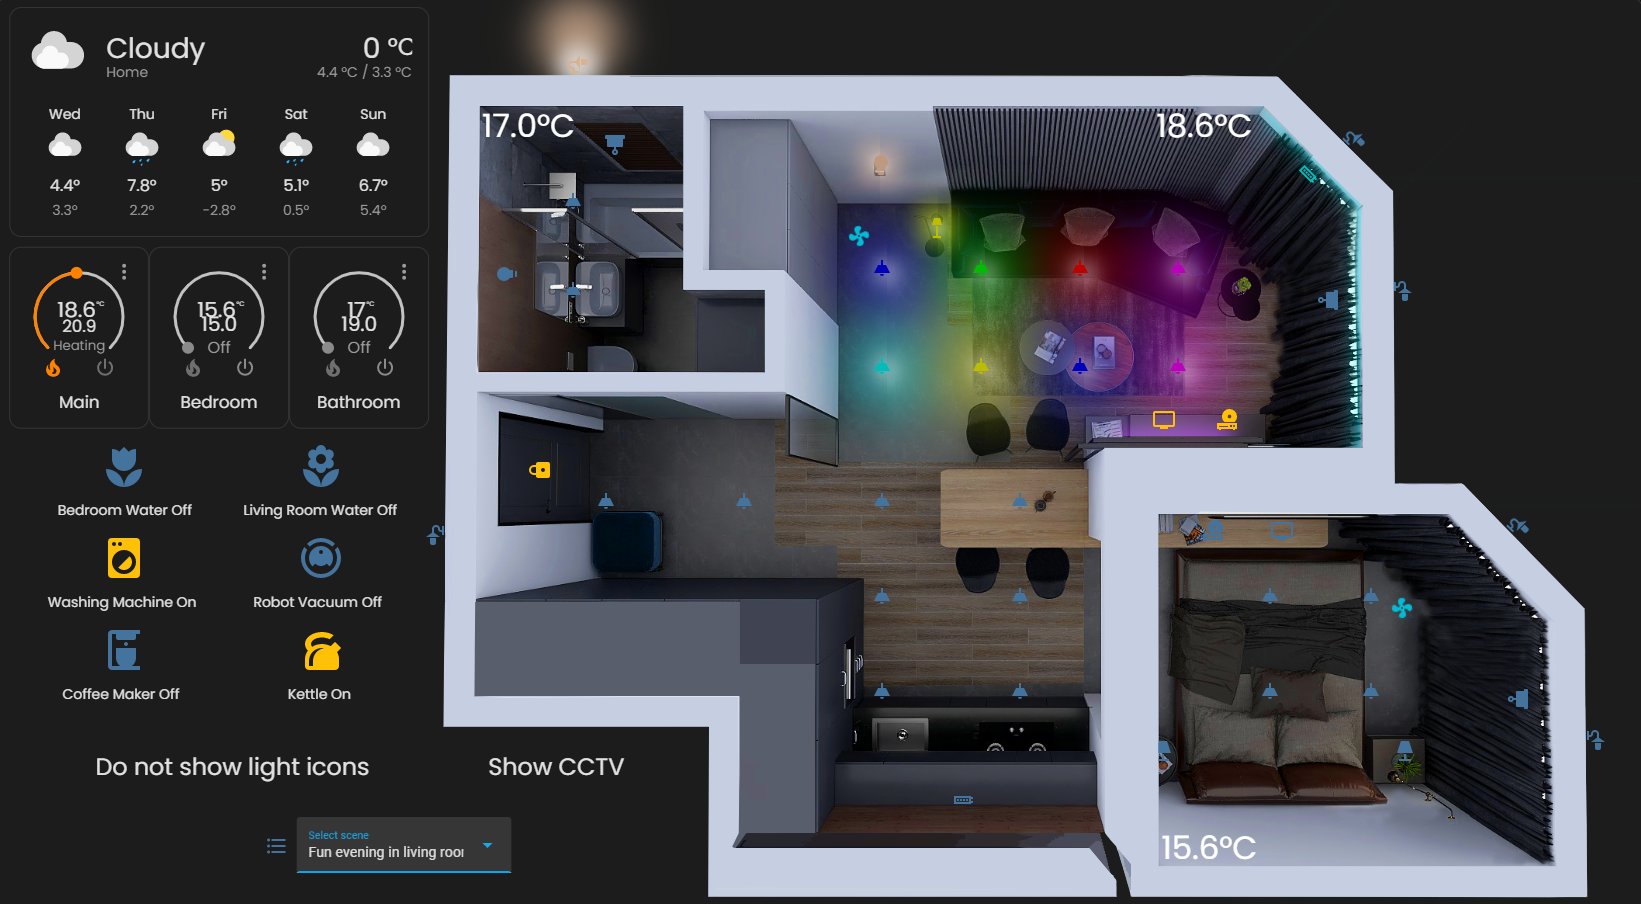 Cloudy
0 °C
Home
4.4 °C / 3.3 °C
Wed Thu Fri Sat Sun
4.4° 7.8° 5° 5.1° 6.7°
3.3° 2.2° -2.8° 0.5° 5.4°
18.6°C
20.9
Heating
Main
15.6°C
15.0
Off
Bedroom
17°C
19.0
Off
Bathroom
Bedroom Water Off
Living Room Water Off
Washing Machine On
Robot Vacuum Off
Coffee Maker Off
Kettle On
Do not show light icons
Show CCTV
Select scene
Fun evening in living roo
17.0°C
18.6°C
15.6°C